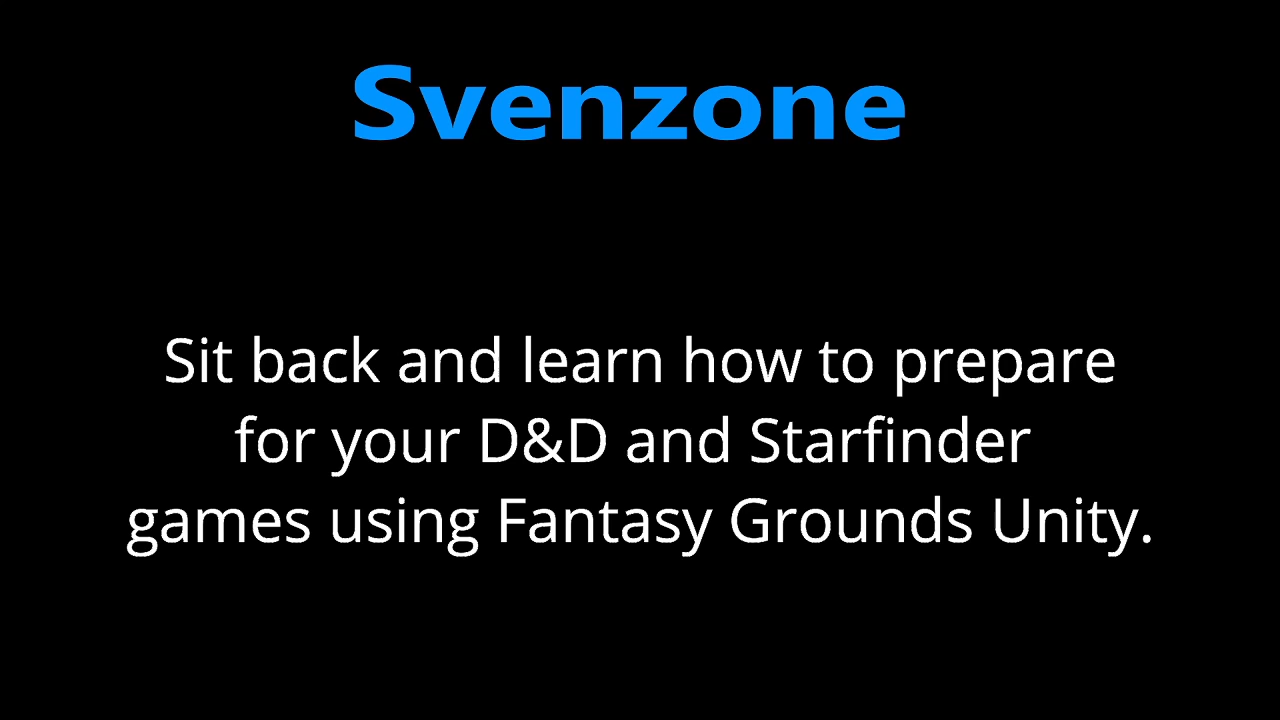 Svenzone
Sit back and learn how to prepare
for your D&D and Starfinder
games using Fantasy Grounds Unity.